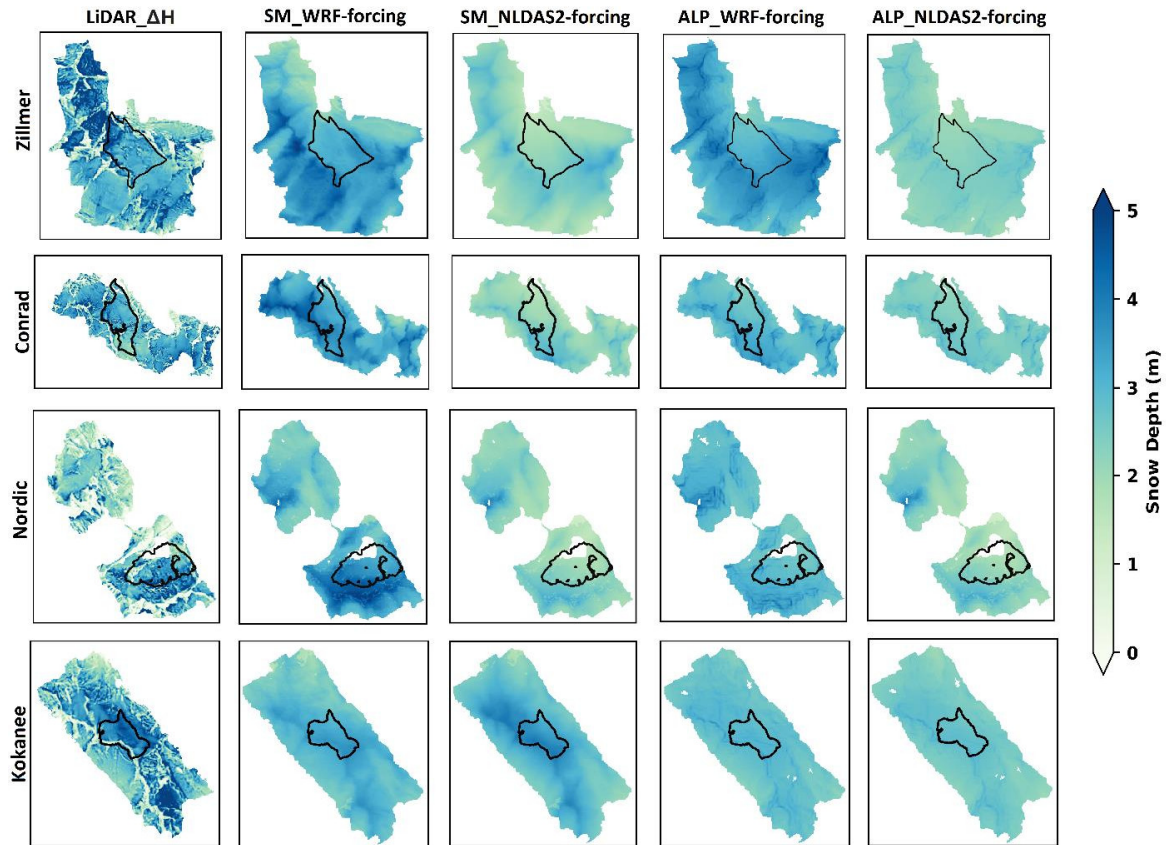 LiDAR_ΔH SM_WRF-forcing SM_NLDAS2-forcing ALP_WRF-forcing ALP_NLDAS2-forcing
Zillmer
Conrad
Nordic
Kokanee
5
4
3
2
1
0
Snow Depth (m)